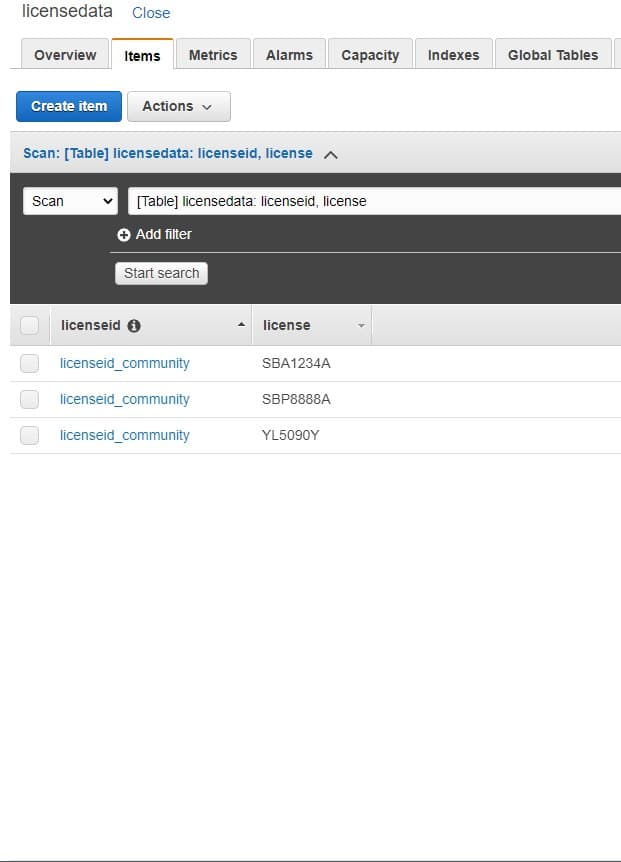 licensedata Close
Overview Items Metrics Alarms Capacity Indexes Global Tables
Create item Actions
Scan: [Table] licensedata: licenseid, license
Scan [Table] licensedata: licenseid, license
Add filter
Start search
licenseid license
licenseid_community SBA1234A
licenseid_community SBP8888A
licenseid_community YL5090Y